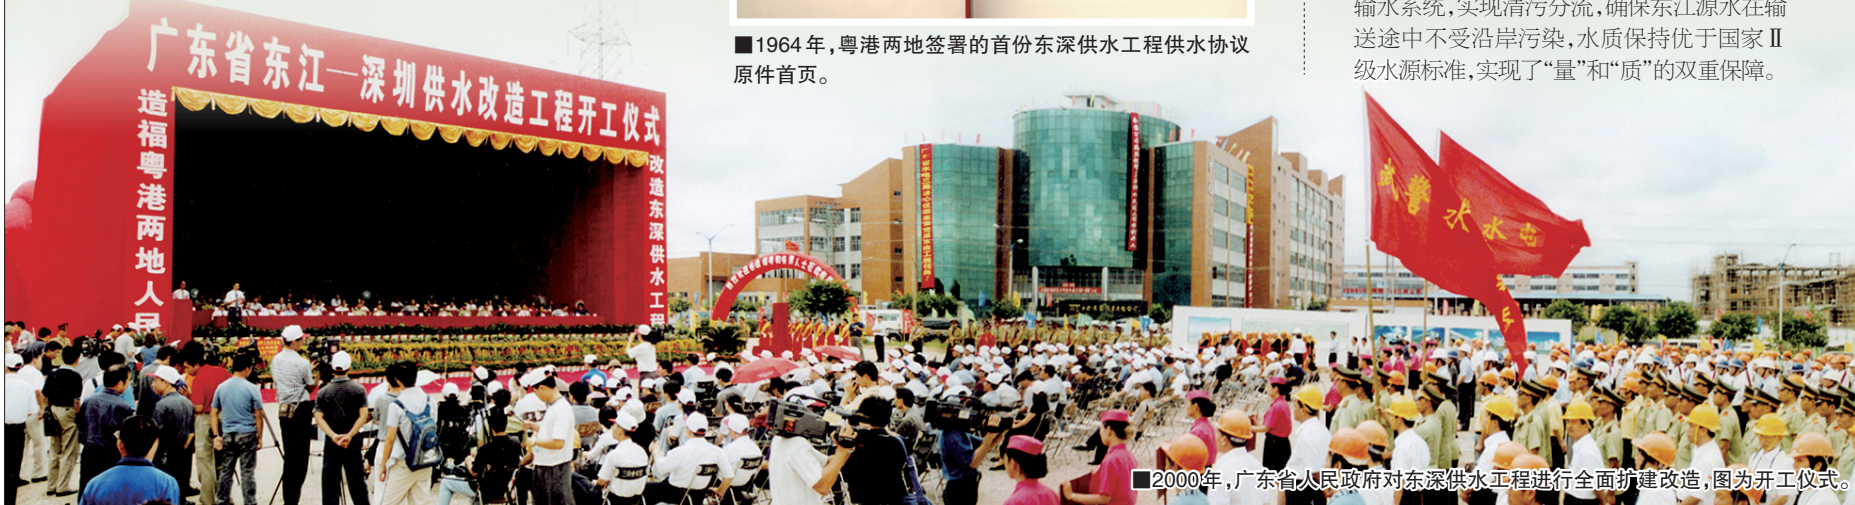 ■1964年，粤港两地签署的首份东深供水工程供水协议
原件首页。
输水系统，实现清污分流，确保东江源水在输
送途中不受沿岸污染，水质保持优于国家Ⅱ
级水源标准，实现了“量”和“质”的双重保障。
广东省东江—深圳供水改造工程开工仪式
造福粤港两地人民
改造东深供水工程
武警水水电
■2000年，广东省人民政府对东深供水工程进行全面扩建改造，图为开工仪式。